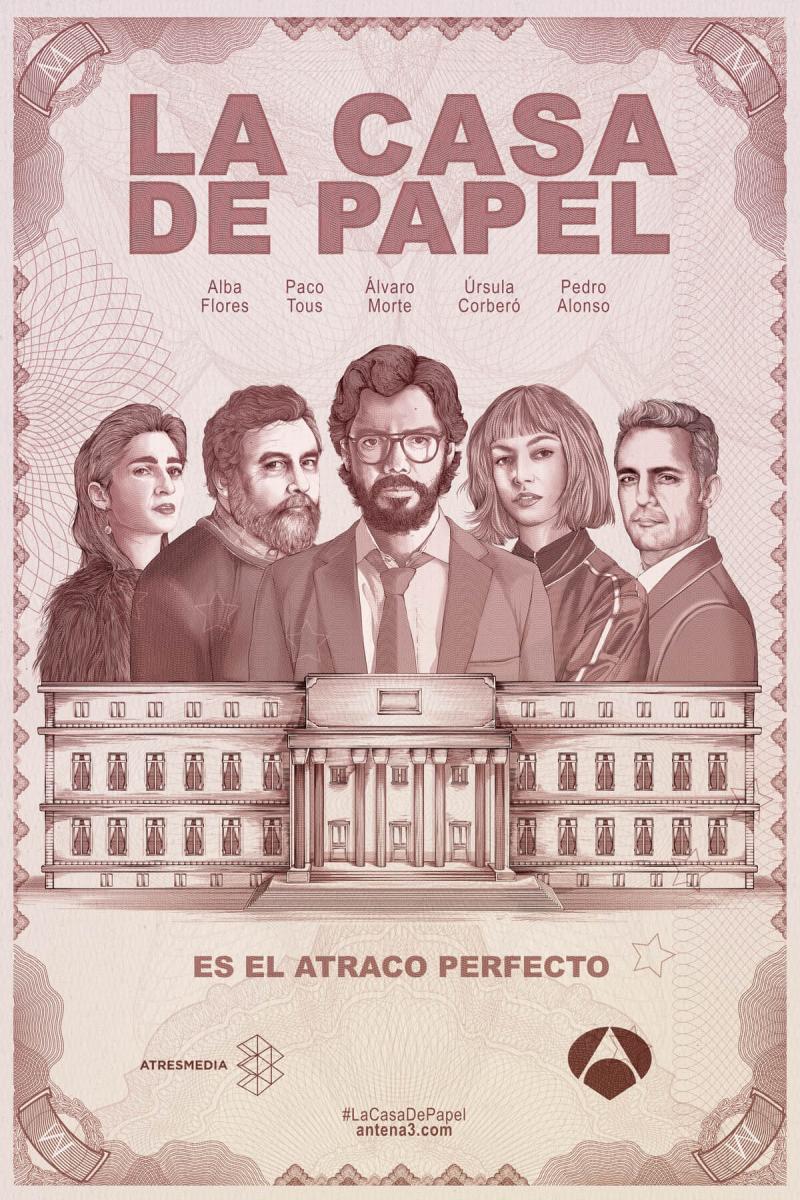 M M
LA CASA
DE PAPEL
Alba Paco Álvaro Úrsula Pedro
Flores Tous Morte Corberó Alonso
ES EL ATRACO PERFECTO
ATRESMEDIA
#LaCasaDePapel
antena3.com
M M